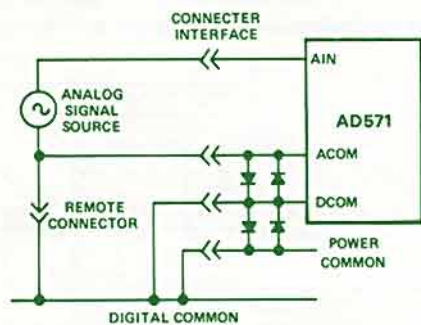 CONNECTER
INTERFACE
AIN
ANALOG
SIGNAL
SOURCE
AD571
ACOM
REMOTE
CONNECTOR
DCOM
POWER
COMMON
DIGITAL COMMON